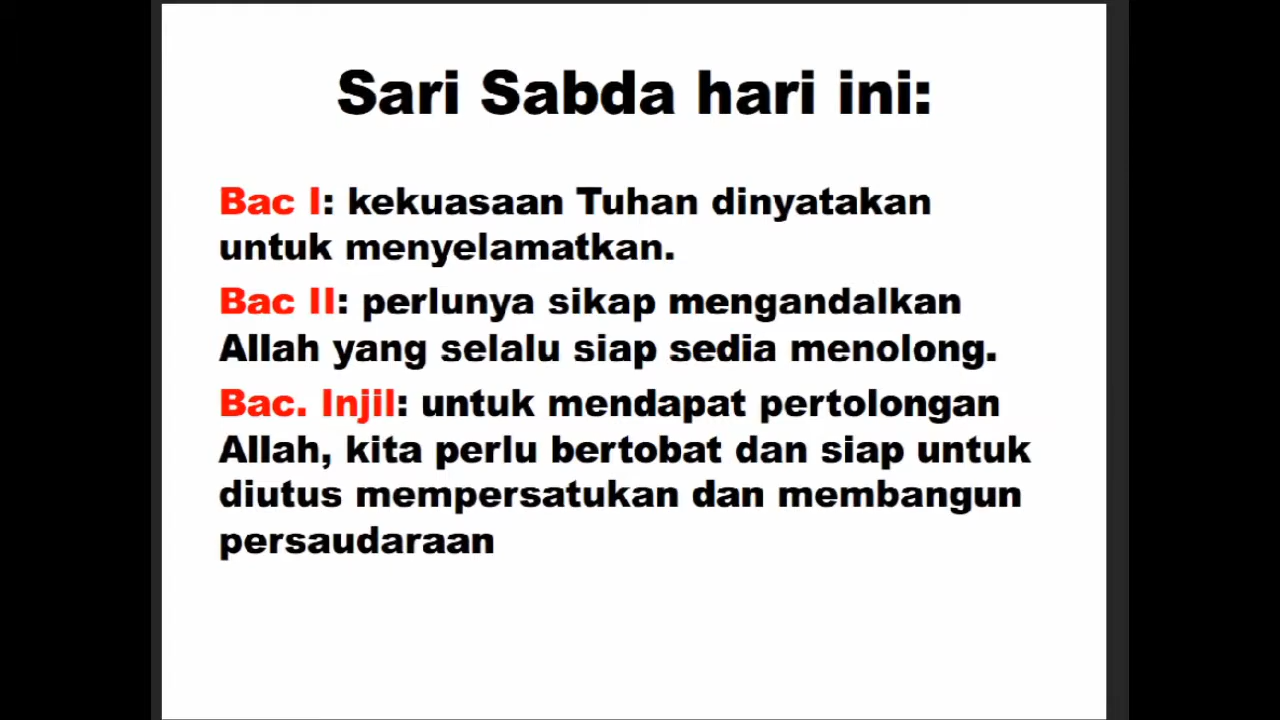 Sari Sabda hari ini:
Bac I: kekuasaan Tuhan dinyatakan
untuk menyelamatkan.
Bac II: perlunya sikap mengandalkan
Allah yang selalu siap sedia menolong.
Bac. Injil: untuk mendapat pertolongan
Allah, kita perlu bertobat dan siap untuk
diutus mempersatukan dan membangun
persaudaraan